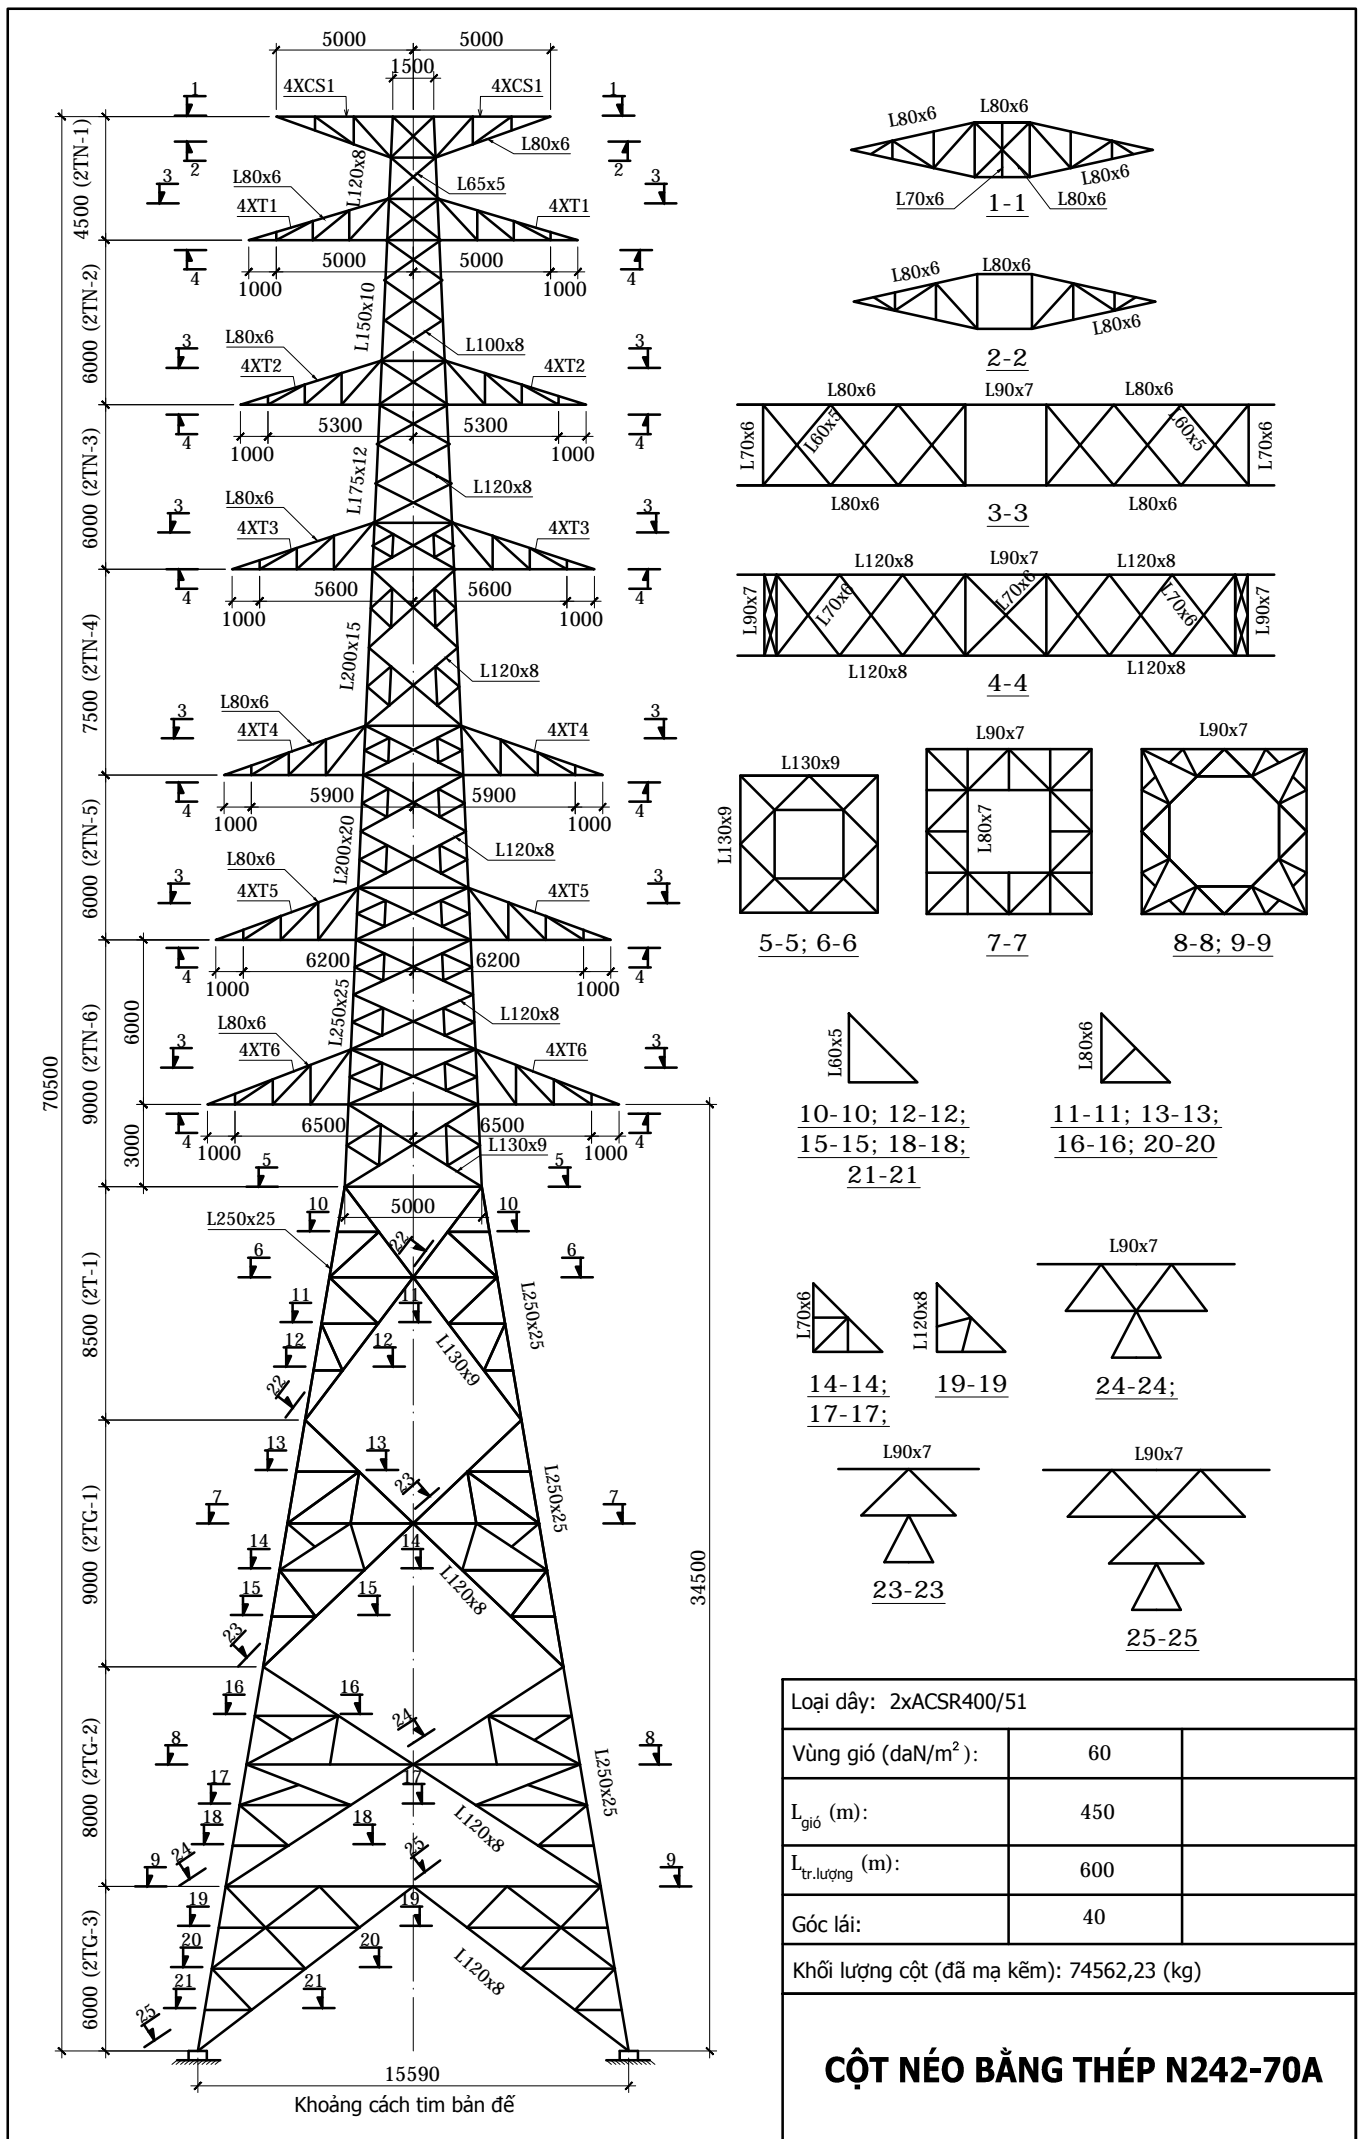 5000
5000
1500
4XCS1
4XCS1
1
1
2
2
L80x6
L120x8
L65x5
4500 (2TN-1)
3
3
L80x6
4XT1
4XT1
4
4
5000
5000
1000
1000
6000 (2TN-2)
L150x10
L100x8
3
3
L80x6
4XT2
4XT2
4
4
5300
5300
1000
1000
6000 (2TN-3)
L175x12
L120x8
3
3
L80x6
4XT3
4XT3
4
4
5600
5600
1000
1000
7500 (2TN-4)
L200x15
L120x8
3
3
L80x6
4XT4
4XT4
4
4
5900
5900
1000
1000
6000 (2TN-5)
L200x20
L120x8
3
3
L80x6
4XT5
4XT5
4
4
6200
6200
1000
1000
9000 (2TN-6)
6000
L250x25
L120x8
3
3
L80x6
4XT6
4XT6
4
4
6500
6500
1000
1000
3000
L130x9
5
5
5000
70500
34500
L250x25
10
10
22
6
6
8500 (2T-1)
11
11
L250x25
12
12
L130x9
22
13
13
23
L250x25
9000 (2TG-1)
7
7
14
14
L120x8
15
15
23
16
16
24
8000 (2TG-2)
8
8
L250x25
17
17
18
18
L120x8
24
25
9
9
6000 (2TG-3)
19
19
20
20
L120x8
21
21
25
15590
Khoảng cách tim bản đế
L80x6
L80x6
L80x6
L70x6
L80x6
1-1
L80x6
L80x6
L80x6
2-2
L80x6
L90x7
L80x6
L70x6
L60x5
L60x5
L70x6
L80x6
L80x6
3-3
L120x8
L90x7
L120x8
L90x7
L70x6
L70x6
L70x6
L90x7
L120x8
L120x8
4-4
L130x9
L130x9
5-5; 6-6
L90x7
L80x7
7-7
L90x7
8-8; 9-9
L60x5
10-10; 12-12;
15-15; 18-18;
21-21
L80x6
11-11; 13-13;
16-16; 20-20
L70x6
14-14;
17-17;
L120x8
19-19
L90x7
24-24;
L90x7
23-23
L90x7
25-25
Loại dây: 2xACSR400/51
Vùng gió (daN/m²): 60
Lgió (m): 450
Ltr.lượng (m): 600
Góc lái: 40
Khối lượng cột (đã mạ kẽm): 74562,23 (kg)
CỘT NÉO BẰNG THÉP N242-70A